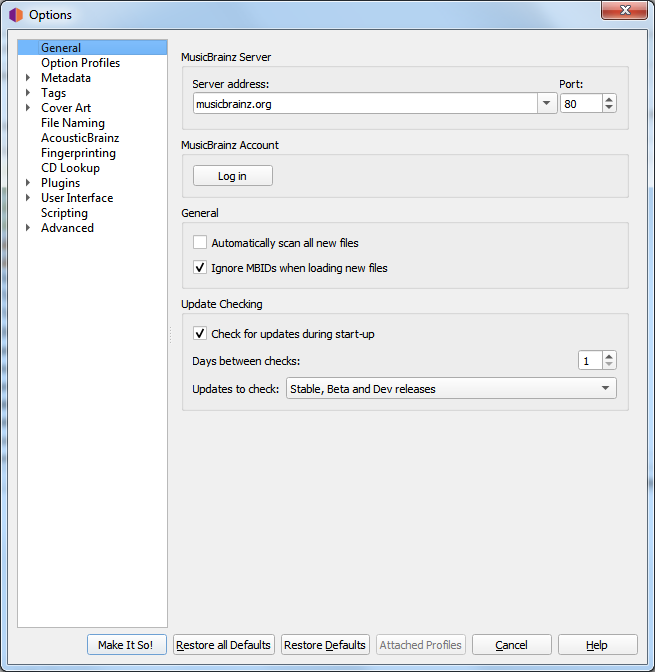 Options
General
Option Profiles
Metadata
Tags
Cover Art
File Naming
AcousticBrainz
Fingerprinting
CD Lookup
Plugins
User Interface
Scripting
Advanced
MusicBrainz Server
Server address: Port:
musicbrainz.org 80
MusicBrainz Account
Log in
General
Automatically scan all new files
Ignore MBIDs when loading new files
Update Checking
Check for updates during start-up
Days between checks: 1
Updates to check: Stable, Beta and Dev releases
Make It So! Restore all Defaults Restore Defaults Attached Profiles Cancel Help